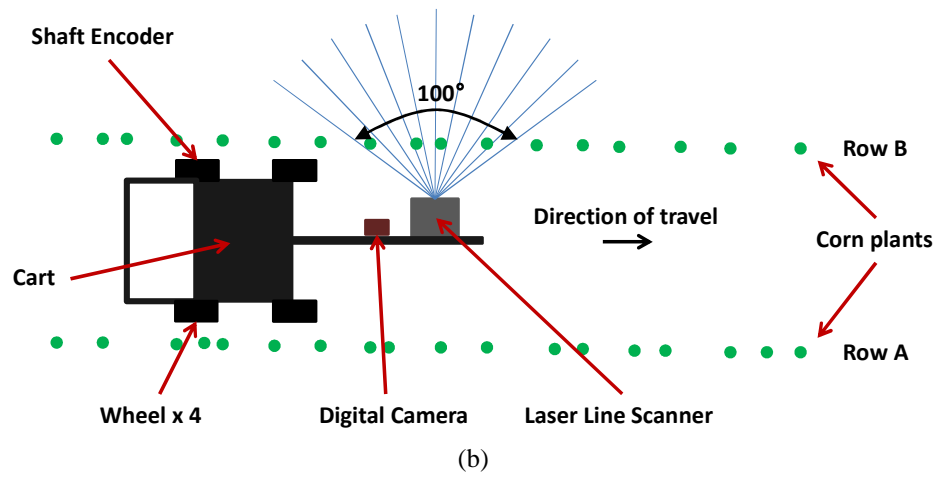 Shaft Encoder
100°
Row B
Direction of travel
Corn plants
Cart
Row A
Wheel x 4
Digital Camera
Laser Line Scanner
(b)